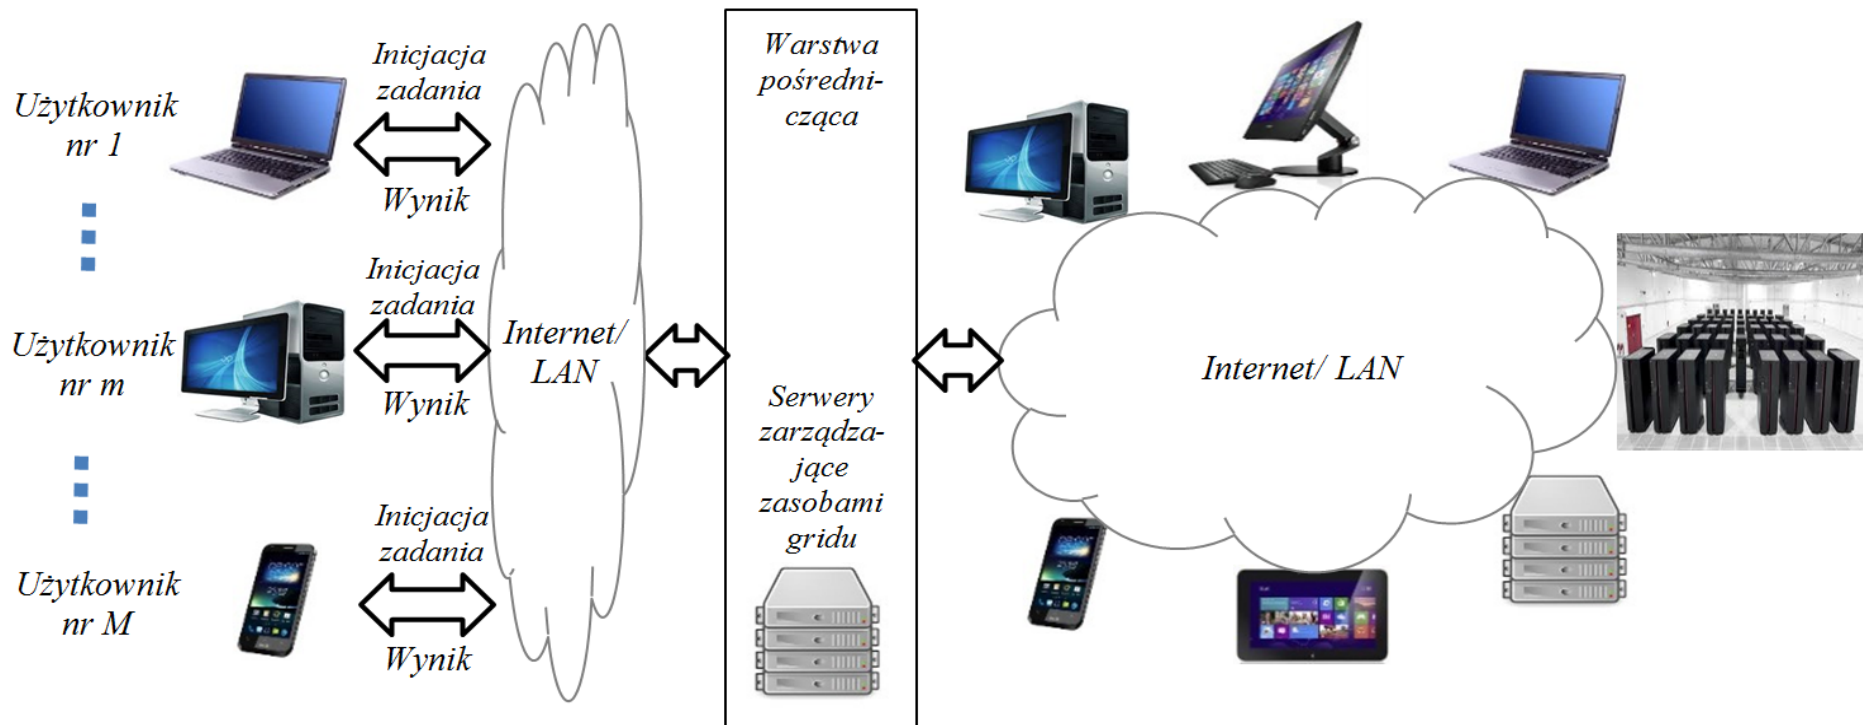 Użytkownik
nr 1
Inicjacja
zadania
Wynik
Użytkownik
nr m
Inicjacja
zadania
Wynik
Użytkownik
nr M
Inicjacja
zadania
Wynik
Internet/
LAN
Warstwa
pośredni-
cząca
Serwery
zarządza-
jące
zasobami
gridu
Internet/ LAN